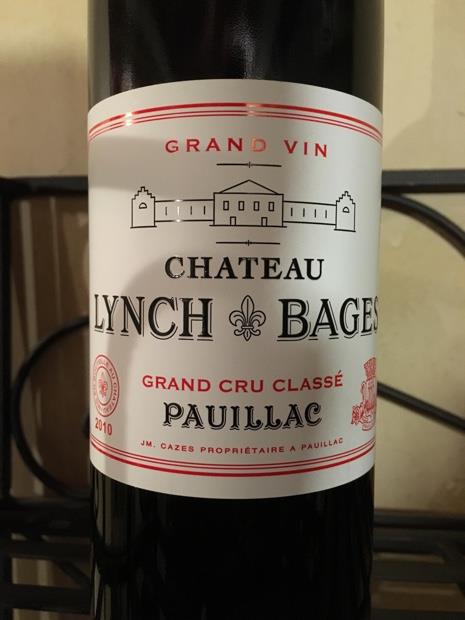 GRAND VIN
CHATEAU
LYNCH BAGES
GRAND CRU CLASSÉ
PAUILLAC
2010
JM. CAZES PROPRIÉTAIRE A PAUILLAC